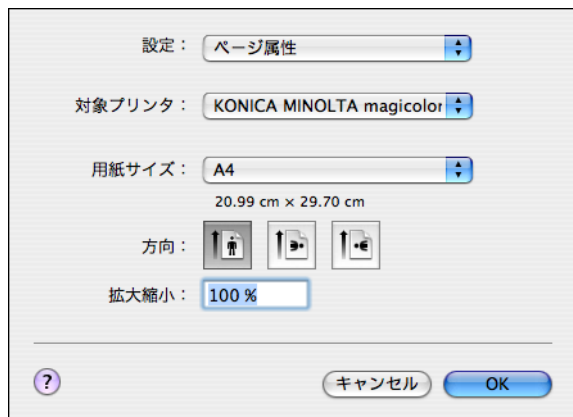 設定： ページ属性
対象プリンタ： KONICA MINOLTA magicolor
用紙サイズ： A4
20.99 cm × 29.70 cm
方向：
拡大縮小： 100 %
? キャンセル OK